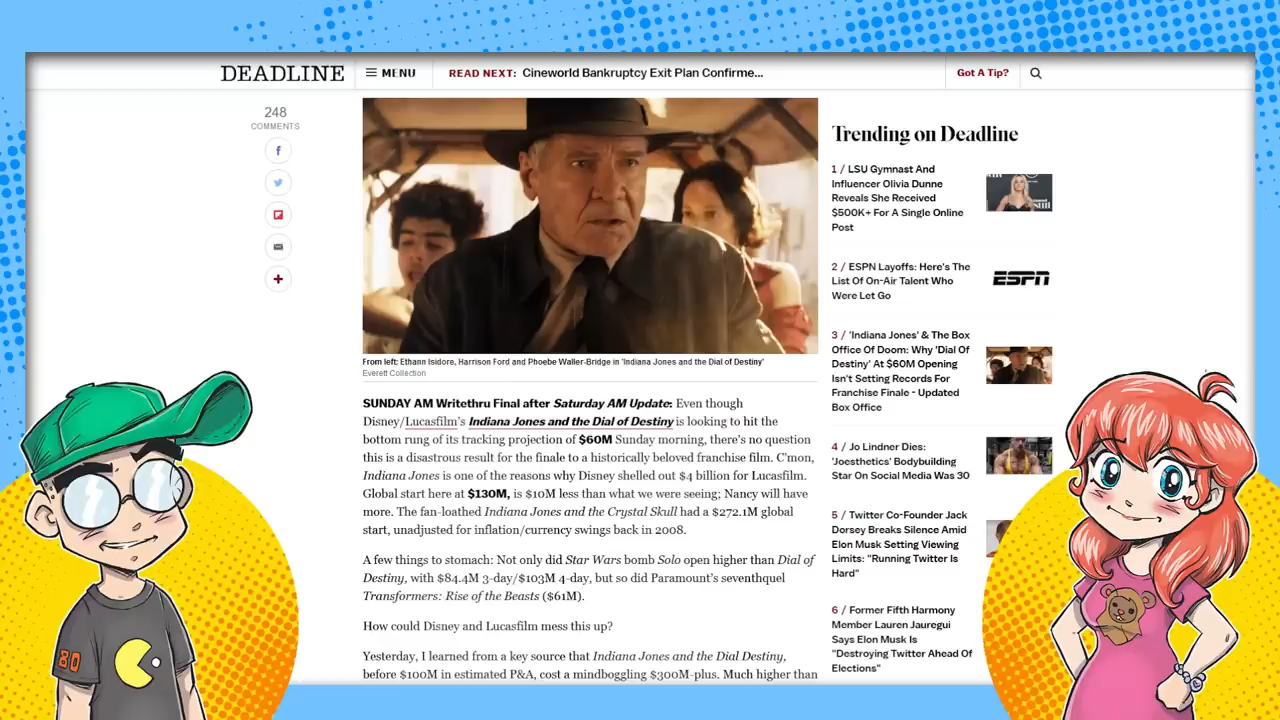 DEADLINE
MENU
READ NEXT: Cineworld Bankruptcy Exit Plan Confirme...
Got A Tip?
248
COMMENTS
From left: Ethann Isidore, Harrison Ford and Phoebe Waller-Bridge in 'Indiana Jones and the Dial of Destiny'
Everett Collection
SUNDAY AM Writethru Final after Saturday AM Update: Even though
Disney/Lucasfilm's Indiana Jones and the Dial of Destiny is looking to hit the
bottom rung of its tracking projection of $60M Sunday morning, there's no question
this is a disastrous result for the finale to a historically beloved franchise film. C'mon,
Indiana Jones is one of the reasons why Disney shelled out $4 billion for Lucasfilm.
Global start here at $130M, is $10M less than what we were seeing; Nancy will have
more. The fan-loathed Indiana Jones and the Crystal Skull had a $272.1M global
start, unadjusted for inflation/currency swings back in 2008.
A few things to stomach: Not only did Star Wars bomb Solo open higher than Dial of
Destiny, with $84.4M 3-day/$103M 4-day, but so did Paramount's seventhquel
Transformers: Rise of the Beasts ($61M).
How could Disney and Lucasfilm mess this up?
Yesterday, I learned from a key source that Indiana Jones and the Dial Destiny,
before $100M in estimated P&A, cost a mindboggling $300M-plus. Much higher than
Trending on Deadline
1 / LSU Gymnast And
Influencer Olivia Dunne
Reveals She Received
$500K+ For A Single Online
Post
2 / ESPN Layoffs: Here's The
List Of On-Air Talent Who
Were Let Go
ESPN
3 / 'Indiana Jones' & The Box
Office Of Doom: Why 'Dial Of
Destiny' At $60M Opening
Isn't Setting Records For
Franchise Finale - Updated
Box Office
4 / Jo Lindner Dies:
'Joesthetics' Bodybuilding
Star On Social Media Was 30
5 / Twitter Co-Founder Jack
Dorsey Breaks Silence Amid
Elon Musk Setting Viewing
Limits: "Running Twitter Is
Hard"
6 / Former Fifth Harmony
Member Lauren Jauregui
Says Elon Musk Is
"Destroying Twitter Ahead Of
Elections"
80